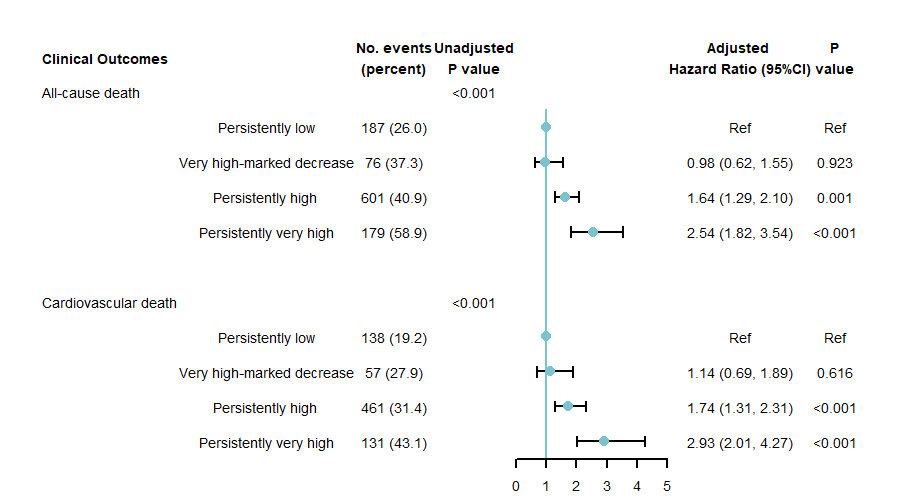 Clinical Outcomes No. events (percent) Unadjusted P value Adjusted Hazard Ratio (95%CI) P value
All-cause death <0.001
Persistently low 187 (26.0) Ref Ref
Very high-marked decrease 76 (37.3) 0.98 (0.62, 1.55) 0.923
Persistently high 601 (40.9) 1.64 (1.29, 2.10) 0.001
Persistently very high 179 (58.9) 2.54 (1.82, 3.54) <0.001
Cardiovascular death <0.001
Persistently low 138 (19.2) Ref Ref
Very high-marked decrease 57 (27.9) 1.14 (0.69, 1.89) 0.616
Persistently high 461 (31.4) 1.74 (1.31, 2.31) <0.001
Persistently very high 131 (43.1) 2.93 (2.01, 4.27) <0.001
0 1 2 3 4 5